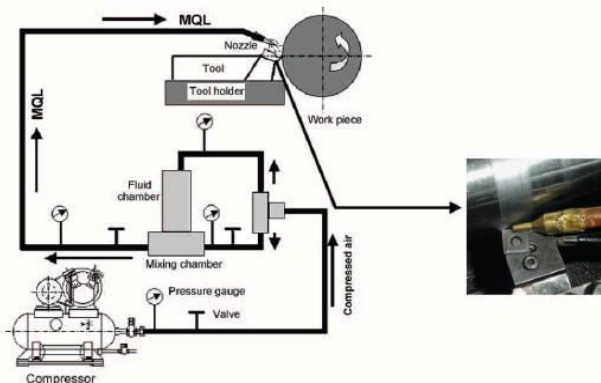 MQL
Nozzle
Tool
Tool holder
Work piece
MQL
Fluid
chamber
Mixing chamber
Compressed air
Pressure gauge
Valve
Compressor